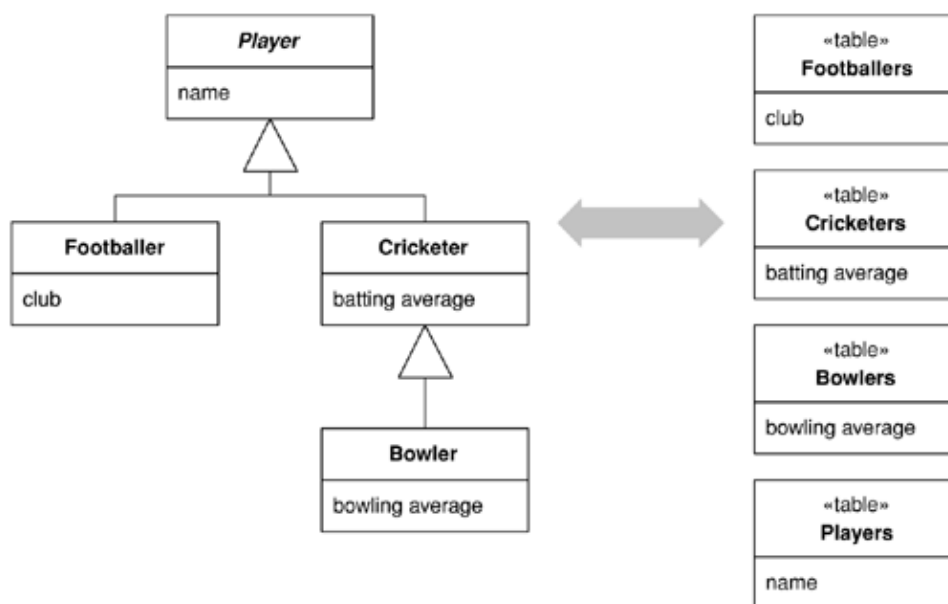 Player
name
Footballer
club
Cricketer
batting average
Bowler
bowling average
«table»
Footballers
club
«table»
Cricketers
batting average
«table»
Bowlers
bowling average
«table»
Players
name